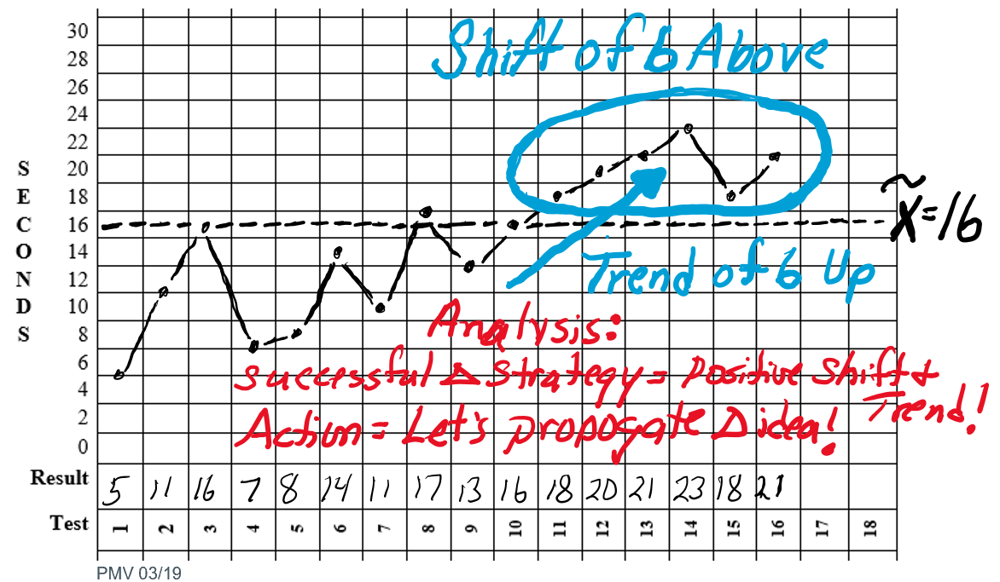 30
28
26
24
22
20
18
16
14
12
10
8
6
4
2
0
SECONDS
Shift of 6 Above
x̃=16
Trend of 6 Up
Analysis:
Successful Δ Strategy = Positive Shift +
Trend!
Action = Let's propogate Δ idea!
Result 5 11 16 7 8 14 11 17 13 16 18 20 21 23 18 21
Test 1 2 3 4 5 6 7 8 9 10 11 12 13 14 15 16 17 18
PMV 03/19